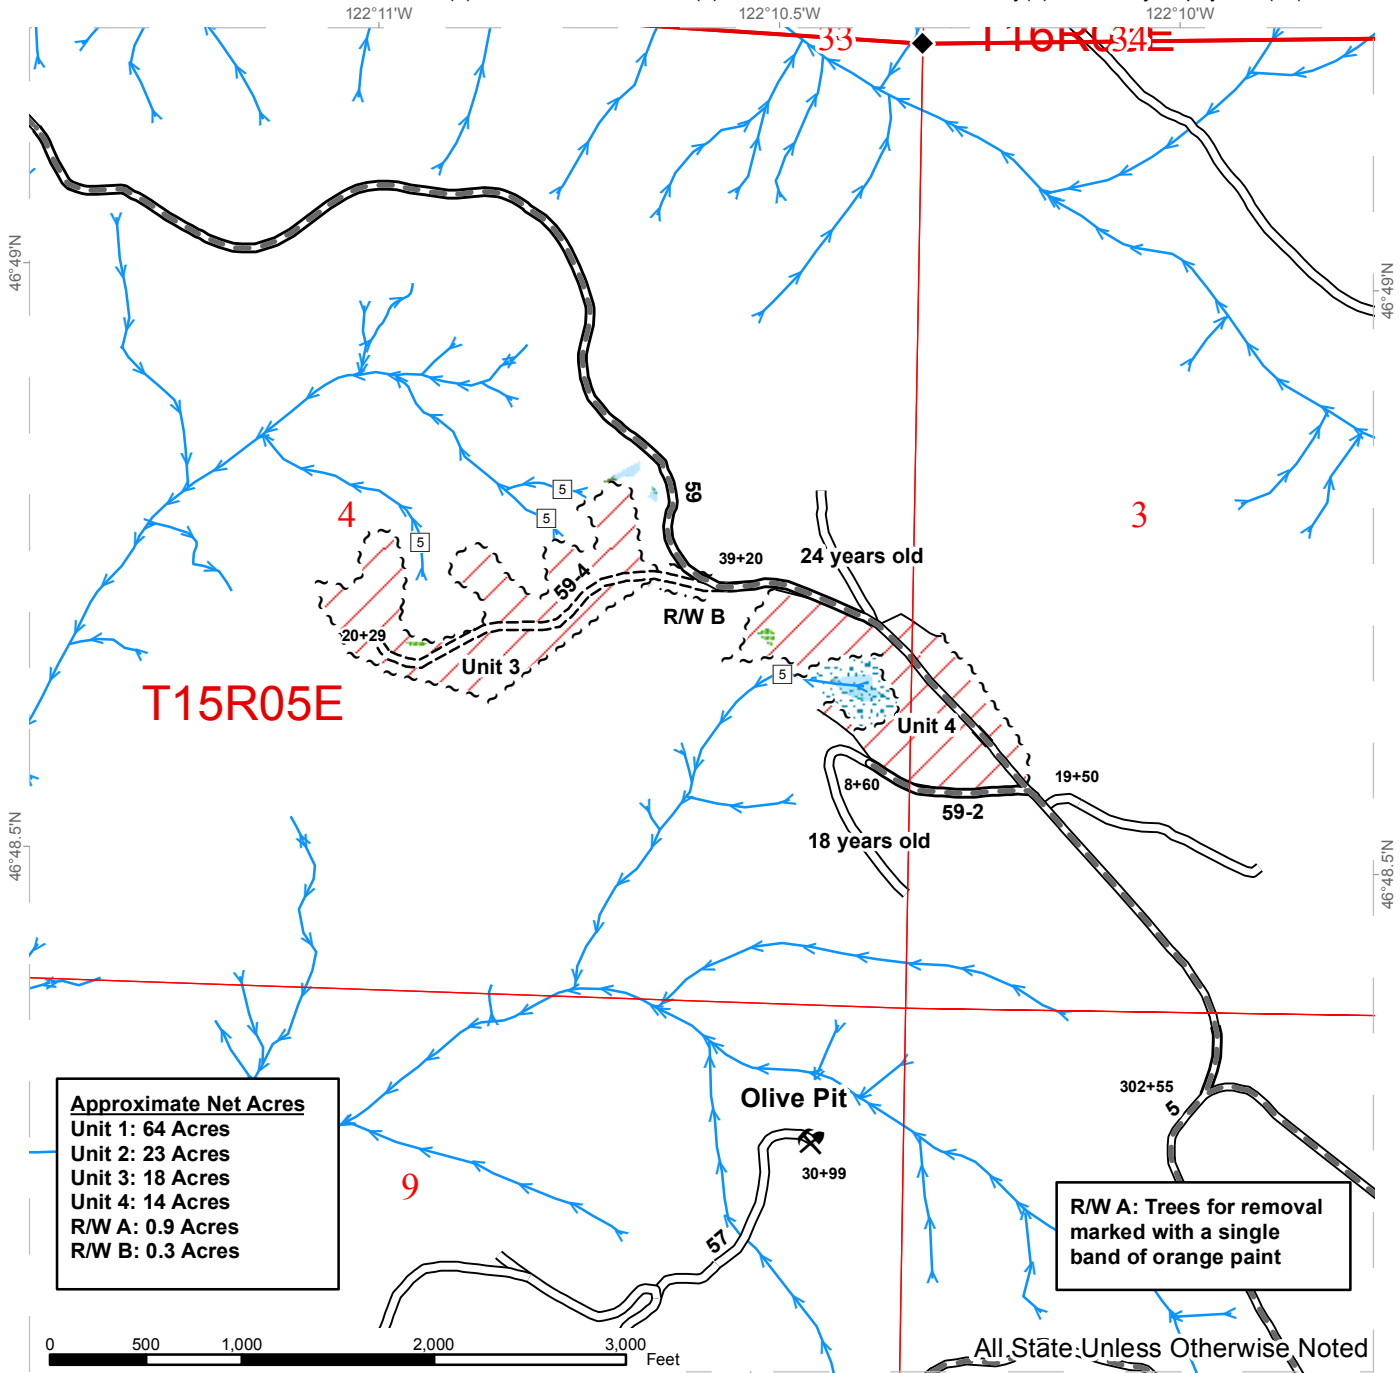 122°11'W
122°10.5'W
122°10'W
33
34
46°49'N
46°49'N
59
5
5
5
4
3
39+20
24 years old
59-4
R/W B
20+29
Unit 3
5
T15R05E
Unit 4
8+60
19+50
59-2
18 years old
46°48.5'N
46°48.5'N
302+55
5
Olive Pit
30+99
57
9
Approximate Net Acres
Unit 1: 64 Acres
Unit 2: 23 Acres
Unit 3: 18 Acres
Unit 4: 14 Acres
R/W A: 0.9 Acres
R/W B: 0.3 Acres
R/W A: Trees for removal
marked with a single
band of orange paint
0 500 1,000 2,000 3,000
Feet
All State Unless Otherwise Noted